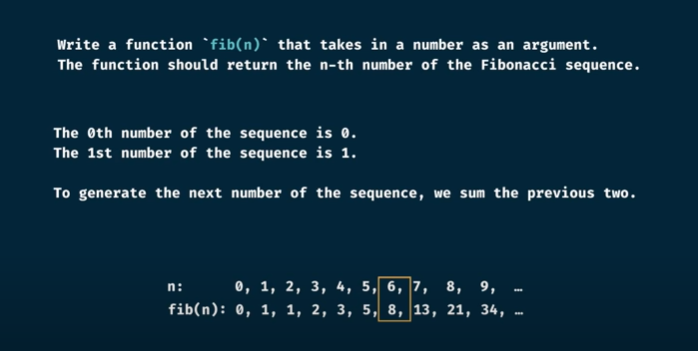 Write a function `fib(n)` that takes in a number as an argument.
The function should return the n-th number of the Fibonacci sequence.
The 0th number of the sequence is 0.
The 1st number of the sequence is 1.
To generate the next number of the sequence, we sum the previous two.
n: 0, 1, 2, 3, 4, 5, 6, 7, 8, 9, …
fib(n): 0, 1, 1, 2, 3, 5, 8, 13, 21, 34, …